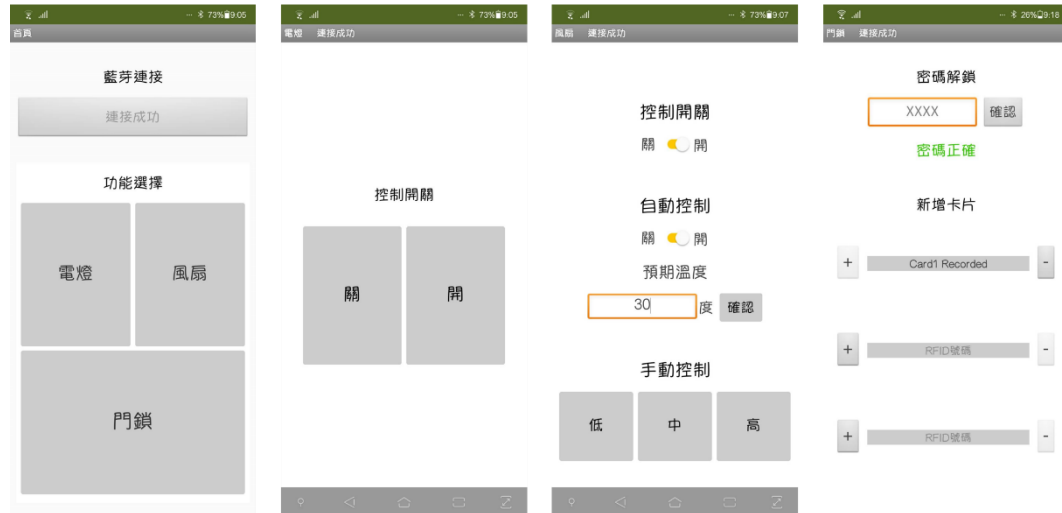 73% 9:05
首頁
藍芽連接
連接成功
功能選擇
電燈
風扇
門鎖
73% 9:05
電燈 連接成功
控制開關
關
開
73% 9:07
風扇 連接成功
控制開關
關 開
自動控制
關 開
預期溫度
30 度 確認
手動控制
低 中 高
26% 9:18
門鎖 連接成功
密碼解鎖
XXXX 確認
密碼正確
新增卡片
+ Card1 Recorded -
+ RFID號碼 -
+ RFID號碼 -